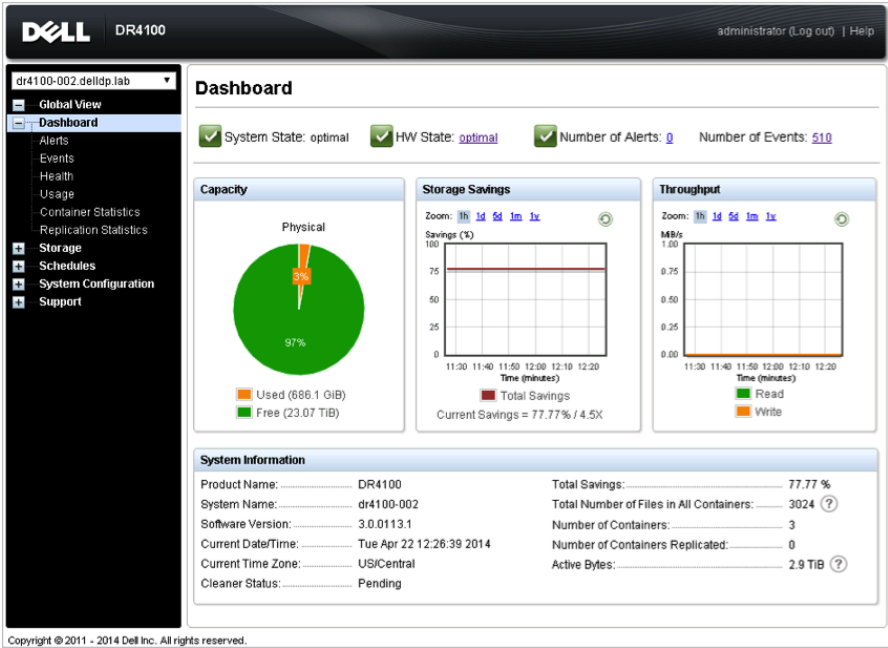 DELL DR4100
administrator (Log out) | Help
dr4100-002.delldp.lab
Global View
Dashboard
Alerts
Events
Health
Usage
Container Statistics
Replication Statistics
Storage
Schedules
System Configuration
Support
Dashboard
System State: optimal HW State: optimal Number of Alerts: 0 Number of Events: 510
Capacity
Physical
3%
97%
Used (686.1 GiB)
Free (23.07 TiB)
Storage Savings
Zoom: 1h 1d 5d 1m 1y
Savings (%)
100
75
50
25
0
11:30 11:40 11:50 12:00 12:10 12:20
Time (minutes)
Total Savings
Current Savings = 77.77% / 4.5X
Throughput
Zoom: 1h 1d 5d 1m 1y
MiB/s
1.00
0.75
0.50
0.25
0.00
11:30 11:40 11:50 12:00 12:10 12:20
Time (minutes)
Read
Write
System Information
Product Name: DR4100
System Name: dr4100-002
Software Version: 3.0.0113.1
Current Date/Time: Tue Apr 22 12:26:39 2014
Current Time Zone: US/Central
Cleaner Status: Pending
Total Savings: 77.77 %
Total Number of Files in All Containers: 3024 ?
Number of Containers: 3
Number of Containers Replicated: 0
Active Bytes: 2.9 TiB ?
Copyright © 2011 - 2014 Dell Inc. All rights reserved.